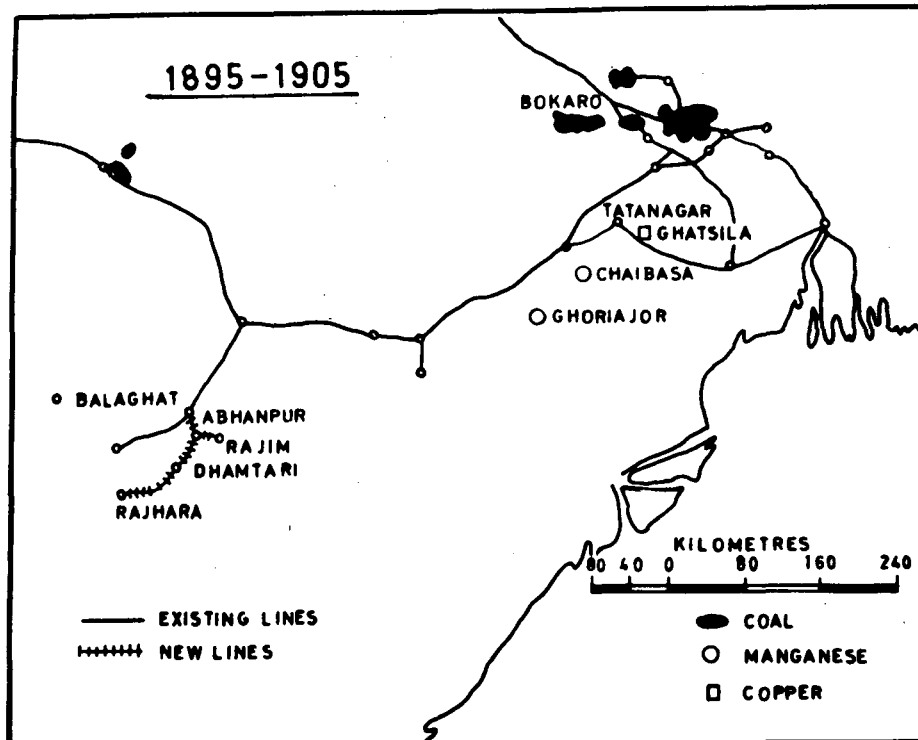 1895-1905
BOKARO
TATANAGAR
GHATSILA
CHAIBASA
GHORIAJOR
BALAGHAT
ABHANPUR
RAJIM
DHAMTARI
RAJHARA
KILOMETRES
80 40 0 80 160 240
EXISTING LINES
NEW LINES
COAL
MANGANESE
COPPER